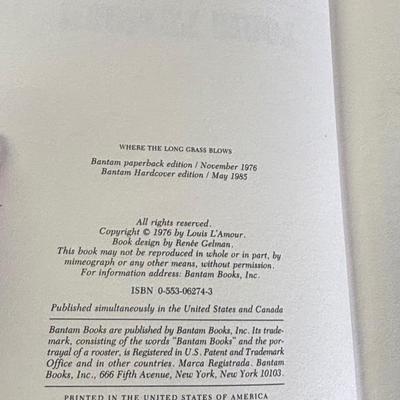 WHERE THE LONG GRASS BLOWS
Bantam paperback edition / November 1976
Bantam Hardcover edition / May 1985
All rights reserved.
Copyright © 1976 by Louis L'Amour.
Book design by Renée Gelman.
This book may not be reproduced in whole or in part, by
mimeograph or any other means, without permission.
For information address: Bantam Books, Inc.
ISBN 0-553-06274-3
Published simultaneously in the United States and Canada
Bantam Books are published by Bantam Books, Inc. Its trade-
mark, consisting of the words "Bantam Books" and the por-
trayal of a rooster, is Registered in U.S. Patent and Trademark
Office and in other countries. Marca Registrada. Bantam
Books, Inc., 666 Fifth Avenue, New York, New York 10103.
PRINTED IN THE UNITED STATES OF AMERICA